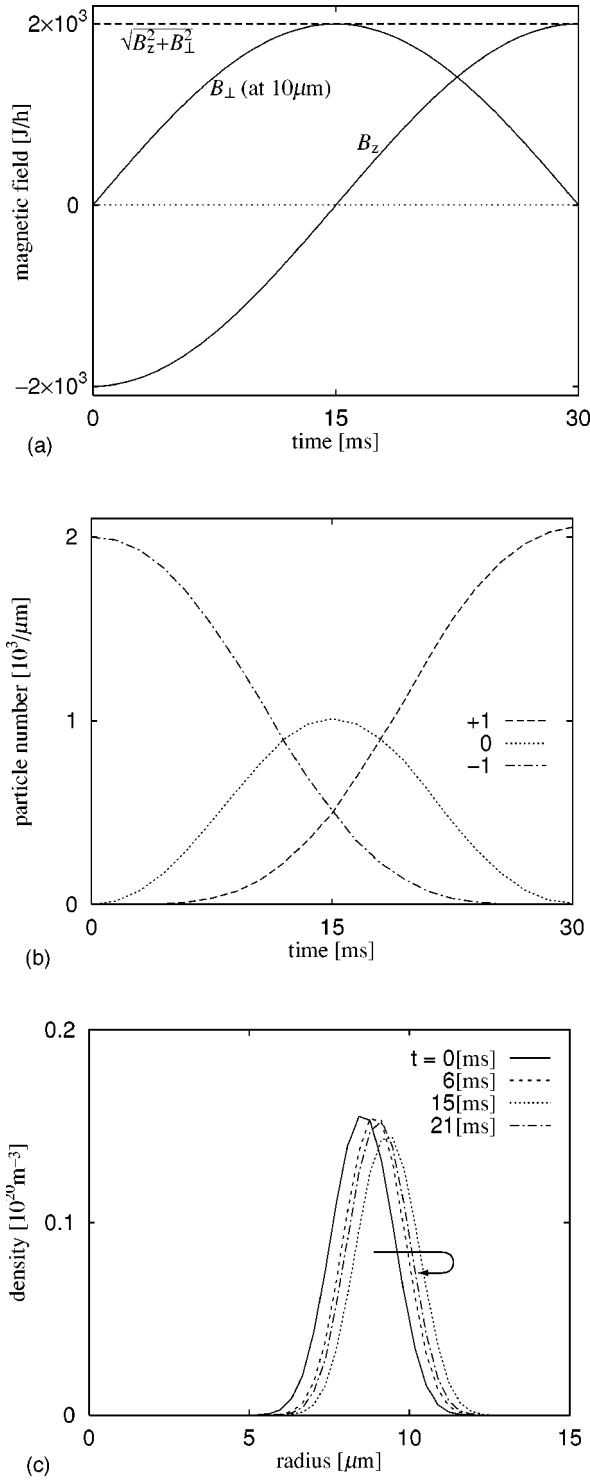 2×10³
√B_z²+B_⊥²
B_⊥ (at 10μm)
B_z
magnetic field [J/h]
0
−2×10³
0 15 30
time [ms]
(a)
2
particle number [10³/μm]
1
+1
0
−1
0
0 15 30
time [ms]
(b)
0.2
t = 0[ms]
6[ms]
15[ms]
21[ms]
density [10²⁰m⁻³]
0.1
0
0 5 10 15
radius [μm]
(c)